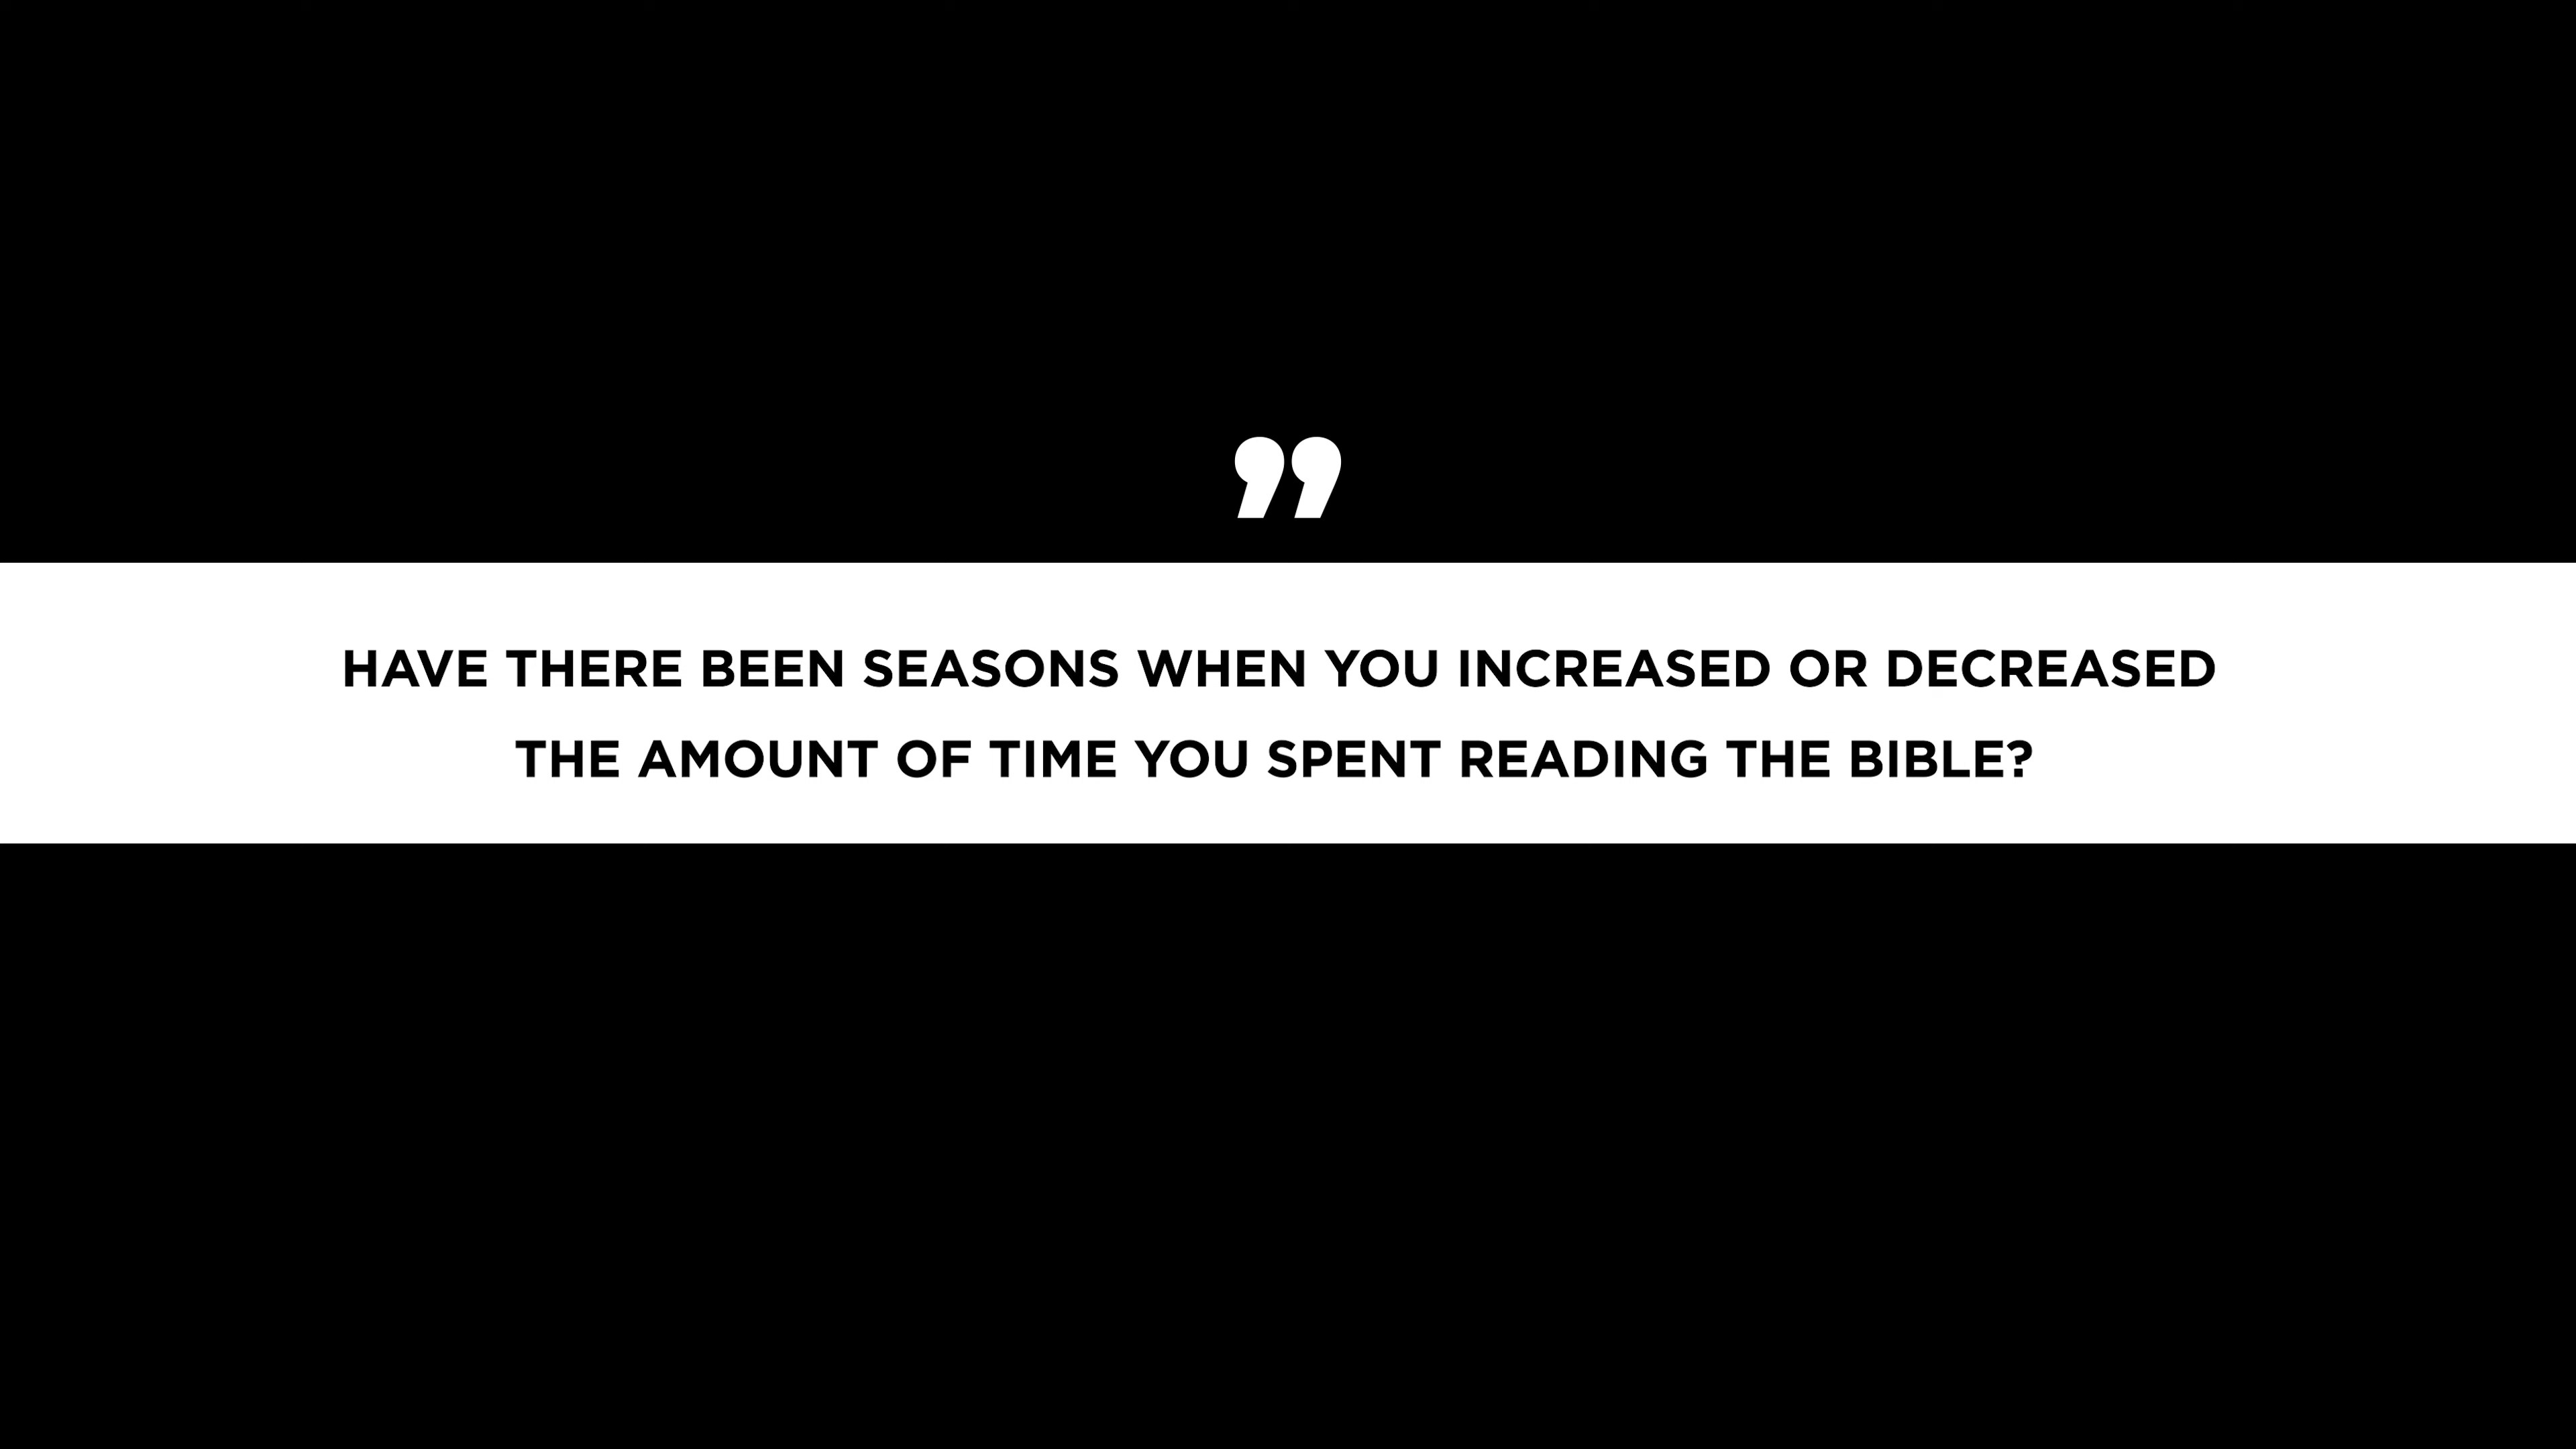 ”
HAVE THERE BEEN SEASONS WHEN YOU INCREASED OR DECREASED
THE AMOUNT OF TIME YOU SPENT READING THE BIBLE?